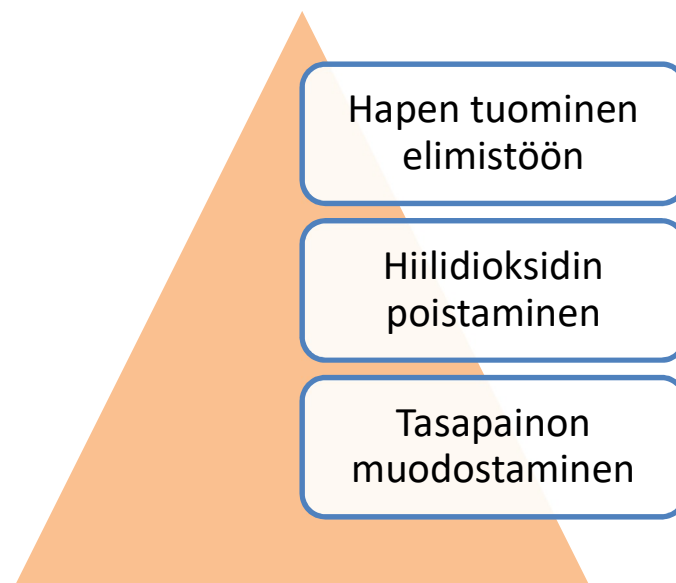 Hapen tuominen
elimistöön
Hiilidioksidin
poistaminen
Tasapainon
muodostaminen